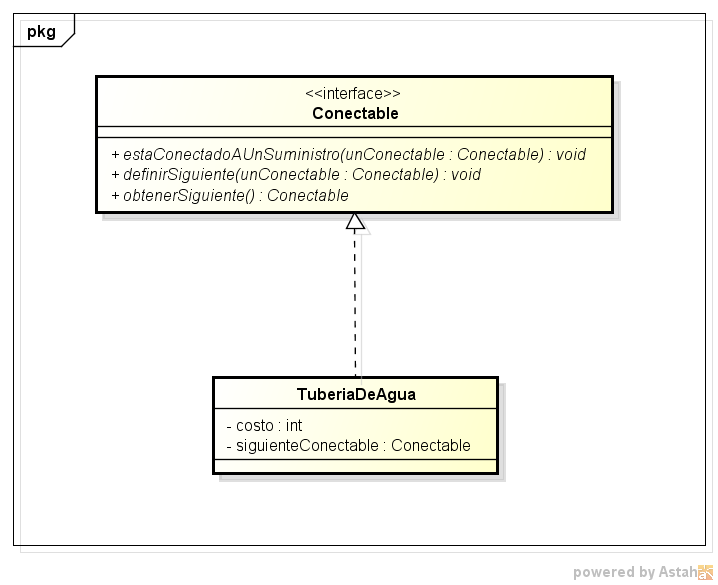 pkg
<<interface>>
Conectable
+ estaConectadoAUnSuministro(unConectable : Conectable) : void
+ definirSiguiente(unConectable : Conectable) : void
+ obtenerSiguiente() : Conectable
TuberiaDeAgua
- costo : int
- siguienteConectable : Conectable
powered by Astah